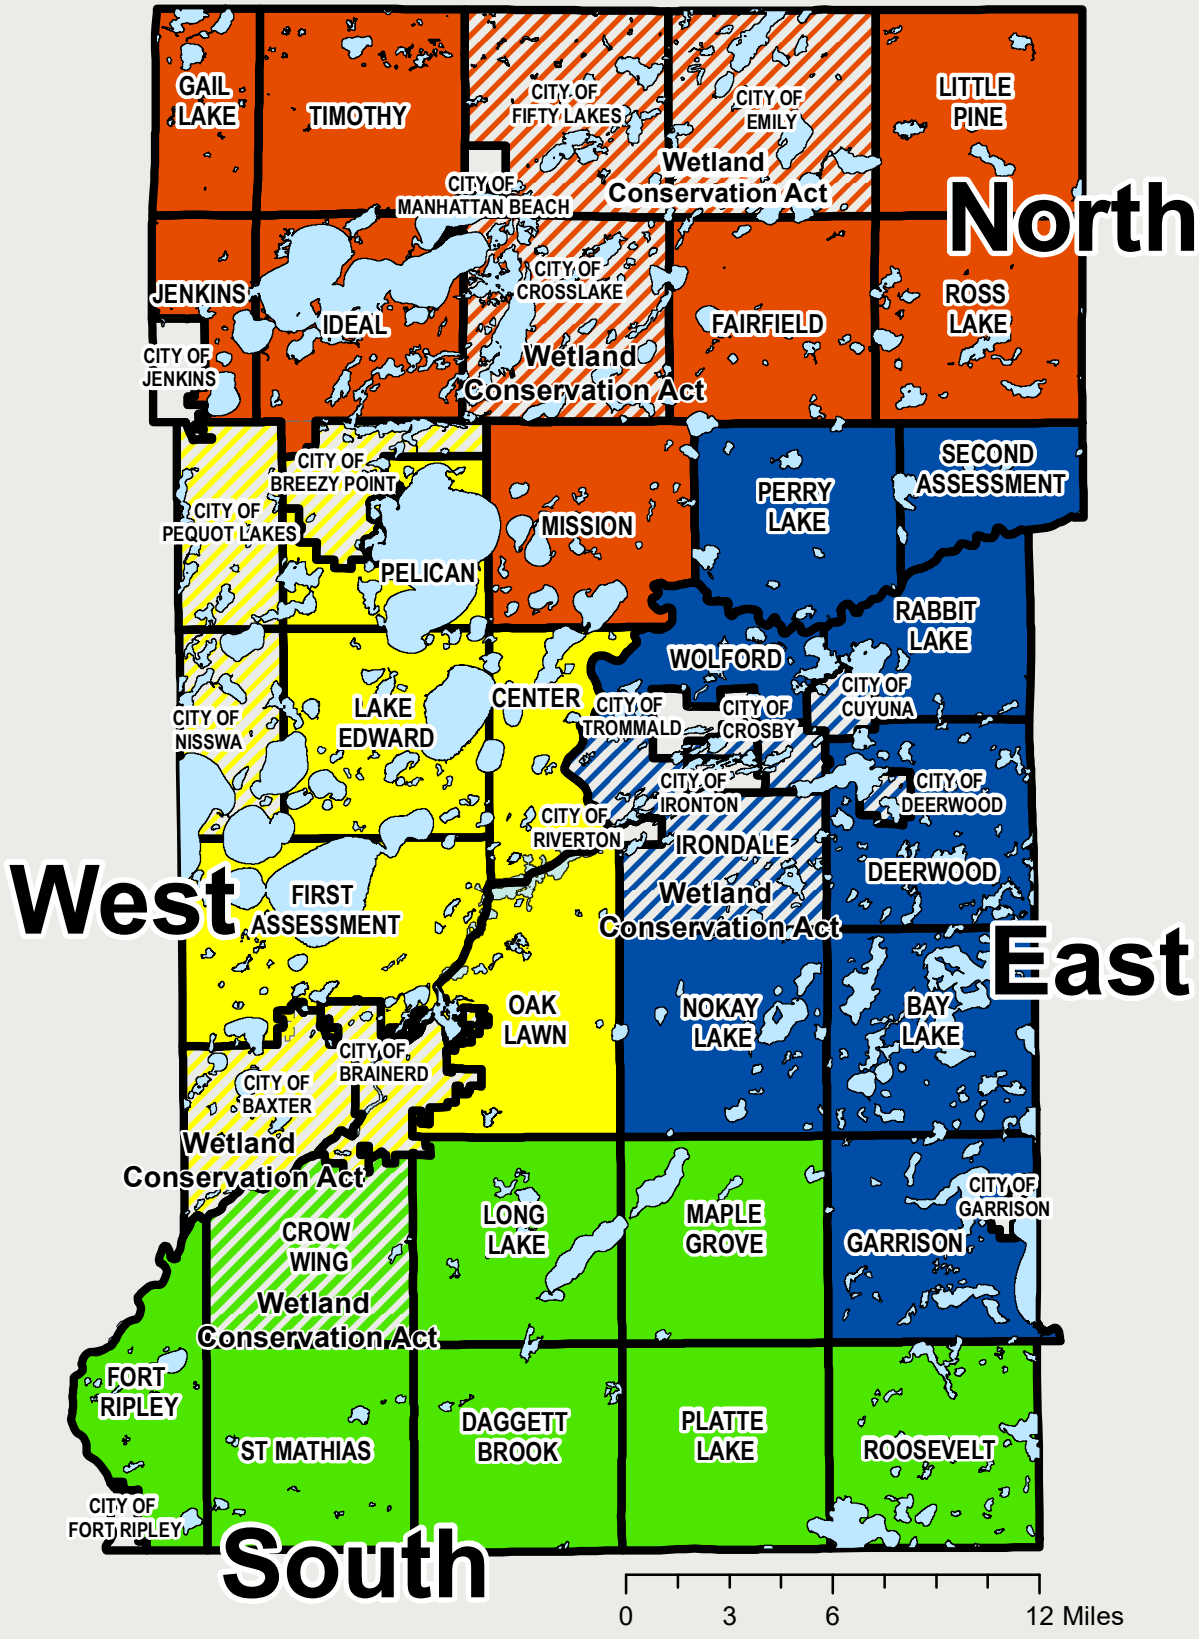 GAIL
LAKE
TIMOTHY
CITY OF
FIFTY LAKES
CITY OF
EMILY
LITTLE
PINE
Wetland
Conservation Act
CITY OF
MANHATTAN BEACH
North
JENKINS
IDEAL
CITY OF
CROSSLAKE
FAIRFIELD
ROSS
LAKE
CITY OF
JENKINS
Wetland
Conservation Act
CITY OF
BREEZY POINT
CITY OF
PEQUOT LAKES
MISSION
PERRY
LAKE
SECOND
ASSESSMENT
PELICAN
RABBIT
LAKE
WOLFORD
CITY OF
NISSWA
LAKE
EDWARD
CENTER
CITY OF
TROMMALD
CITY OF
CROSBY
CITY OF
CUYUNA
CITY OF
IRONTON
CITY OF
DEERWOOD
CITY OF
RIVERTON
IRONDALE
DEERWOOD
Wetland
Conservation Act
West
FIRST
ASSESSMENT
East
OAK
LAWN
NOKAY
LAKE
BAY
LAKE
CITY OF
BRAINERD
CITY OF
BAXTER
Wetland
Conservation Act
CITY OF
GARRISON
GARRISON
CROW
WING
LONG
LAKE
MAPLE
GROVE
Wetland
Conservation Act
FORT
RIPLEY
ST MATHIAS
DAGGETT
BROOK
PLATTE
LAKE
ROOSEVELT
CITY OF
FORT RIPLEY
South
0 3 6 12 Miles